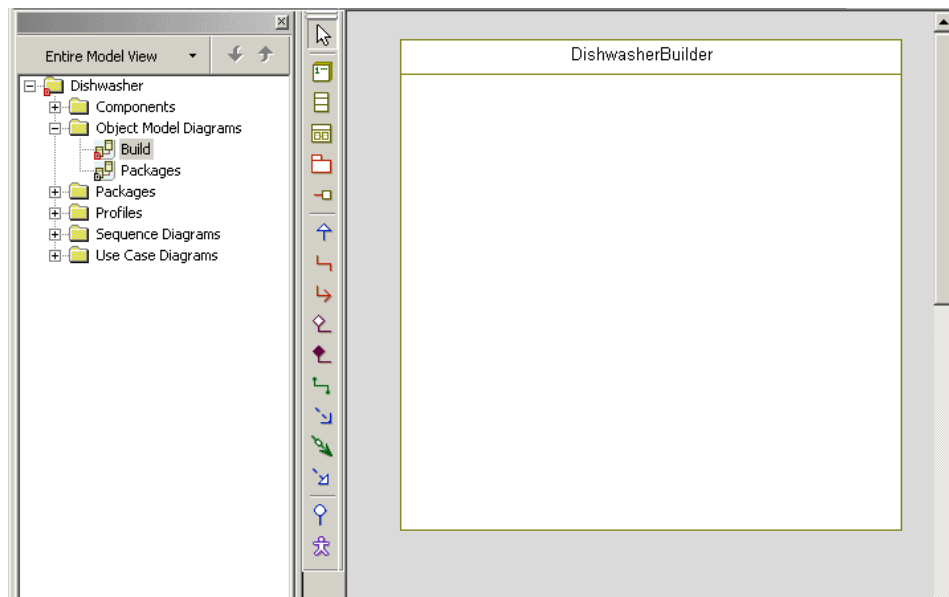 Entire Model View
Dishwasher
Components
Object Model Diagrams
Build
Packages
Packages
Profiles
Sequence Diagrams
Use Case Diagrams
DishwasherBuilder